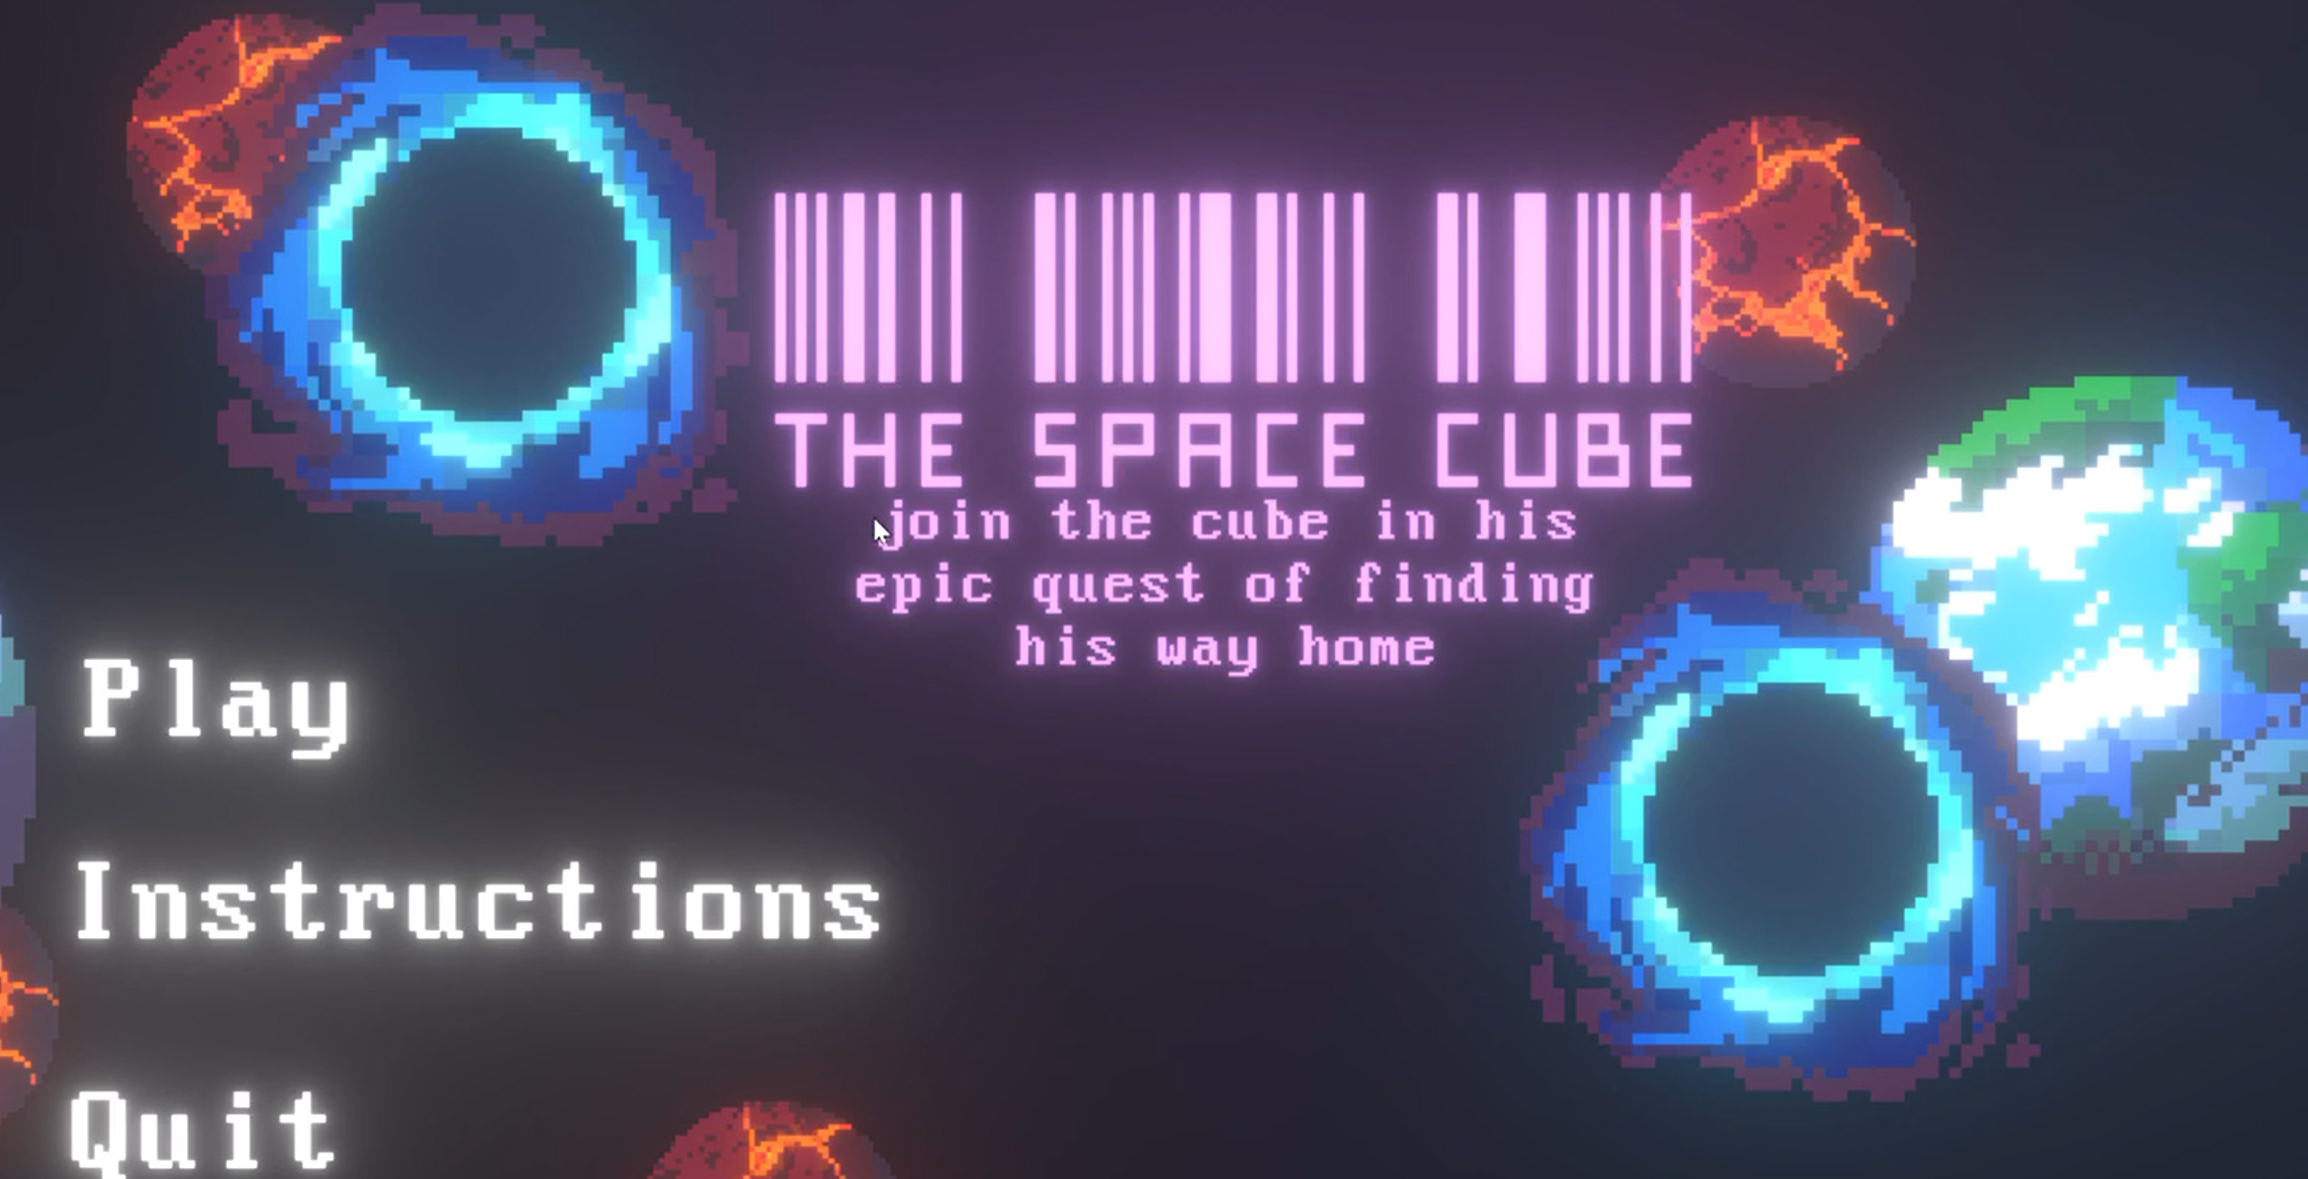 THE SPACE CUBE
join the cube in his
epic quest of finding
his way home
Play
Instructions
Quit